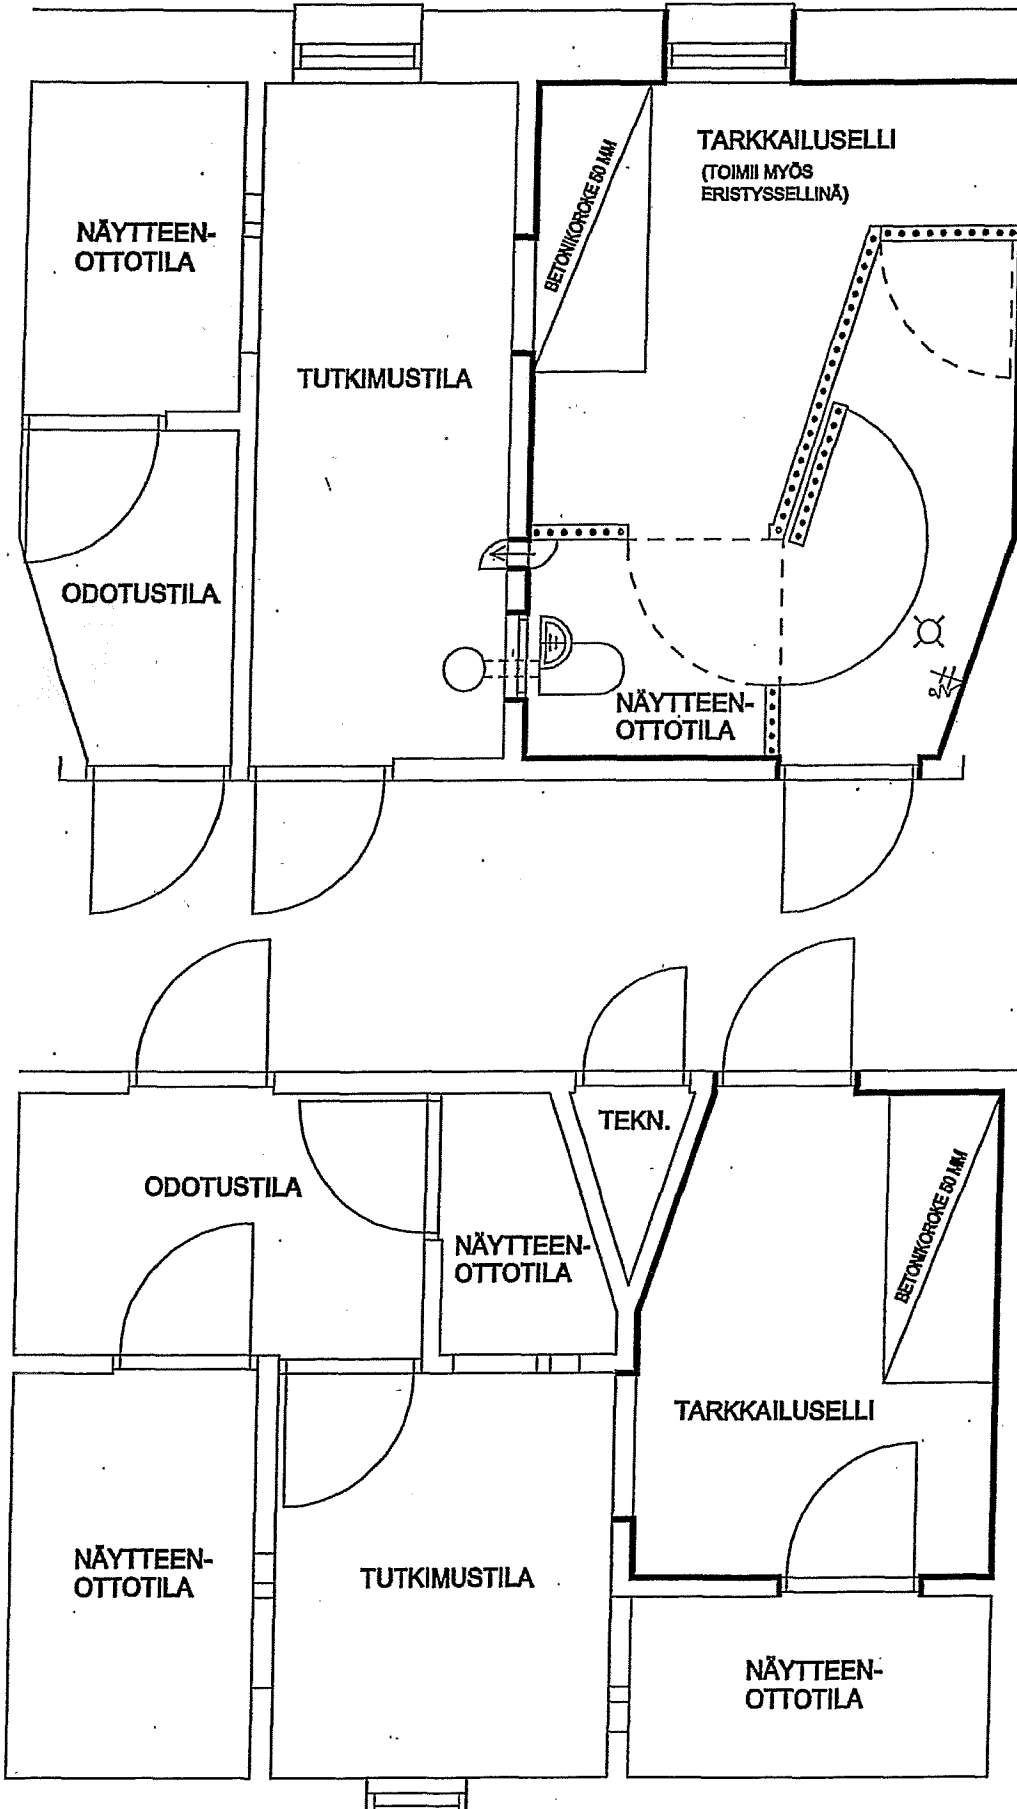 TARKKAILUSELLI
(TOIMII MYÖS
ERISTYSSELLINÄ)
BETONIKOROKE 50 MM
NÄYTTEEN-
OTTOTILA
TUTKIMUSTILA
ODOTUSTILA
NÄYTTEEN-
OTTOTILA
TEKN.
ODOTUSTILA
NÄYTTEEN-
OTTOTILA
BETONIKOROKE 50 MM
TARKKAILUSELLI
NÄYTTEEN-
OTTOTILA
TUTKIMUSTILA
NÄYTTEEN-
OTTOTILA